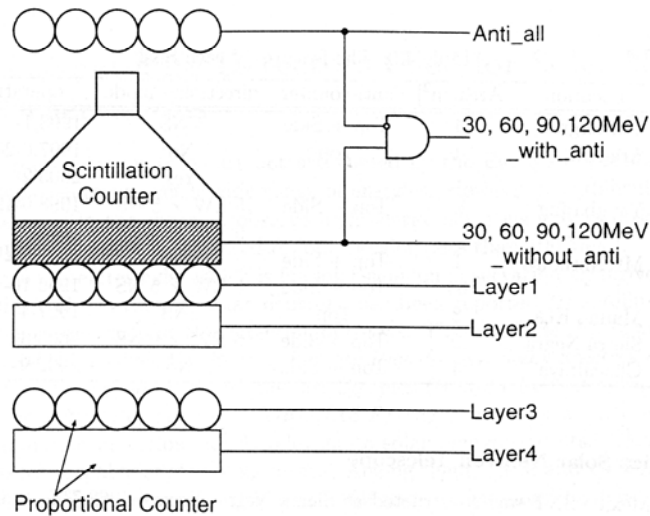 Anti_all
30, 60, 90,120MeV
_with_anti
Scintillation
Counter
30, 60, 90,120MeV
_without_anti
Layer1
Layer2
Layer3
Layer4
Proportional Counter